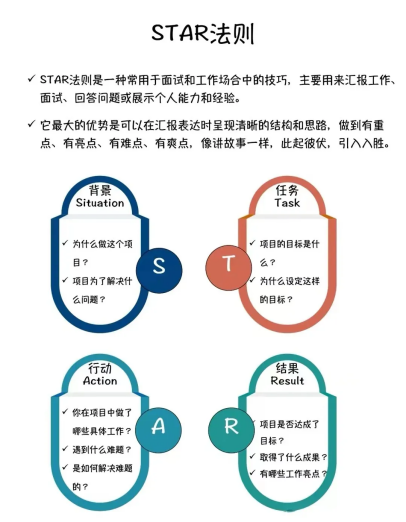 STAR法则
✓ STAR法则是一种常用于面试和工作场合中的技巧，主要用来汇报工作、
面试、回答问题或展示个人能力和经验。
✓ 它最大的优势是可以在汇报表达时呈现清晰的结构和思路，做到有重
点、有亮点、有难点、有爽点，像讲故事一样，此起彼伏，引入入胜。
背景
Situation
✓ 为什么做这个项
目？
✓ 项目为了解决什
么问题？
S
任务
Task
✓ 项目的目标是什
么？
✓ 为什么设定这样
的目标？
T
行动
Action
✓ 你在项目中做了
哪些具体工作？
✓ 遇到什么难题？
✓ 是如何解决难题
的？
A
结果
Result
✓ 项目是否达成了
目标？
✓ 取得了什么成果？
✓ 有哪些工作亮点？
R